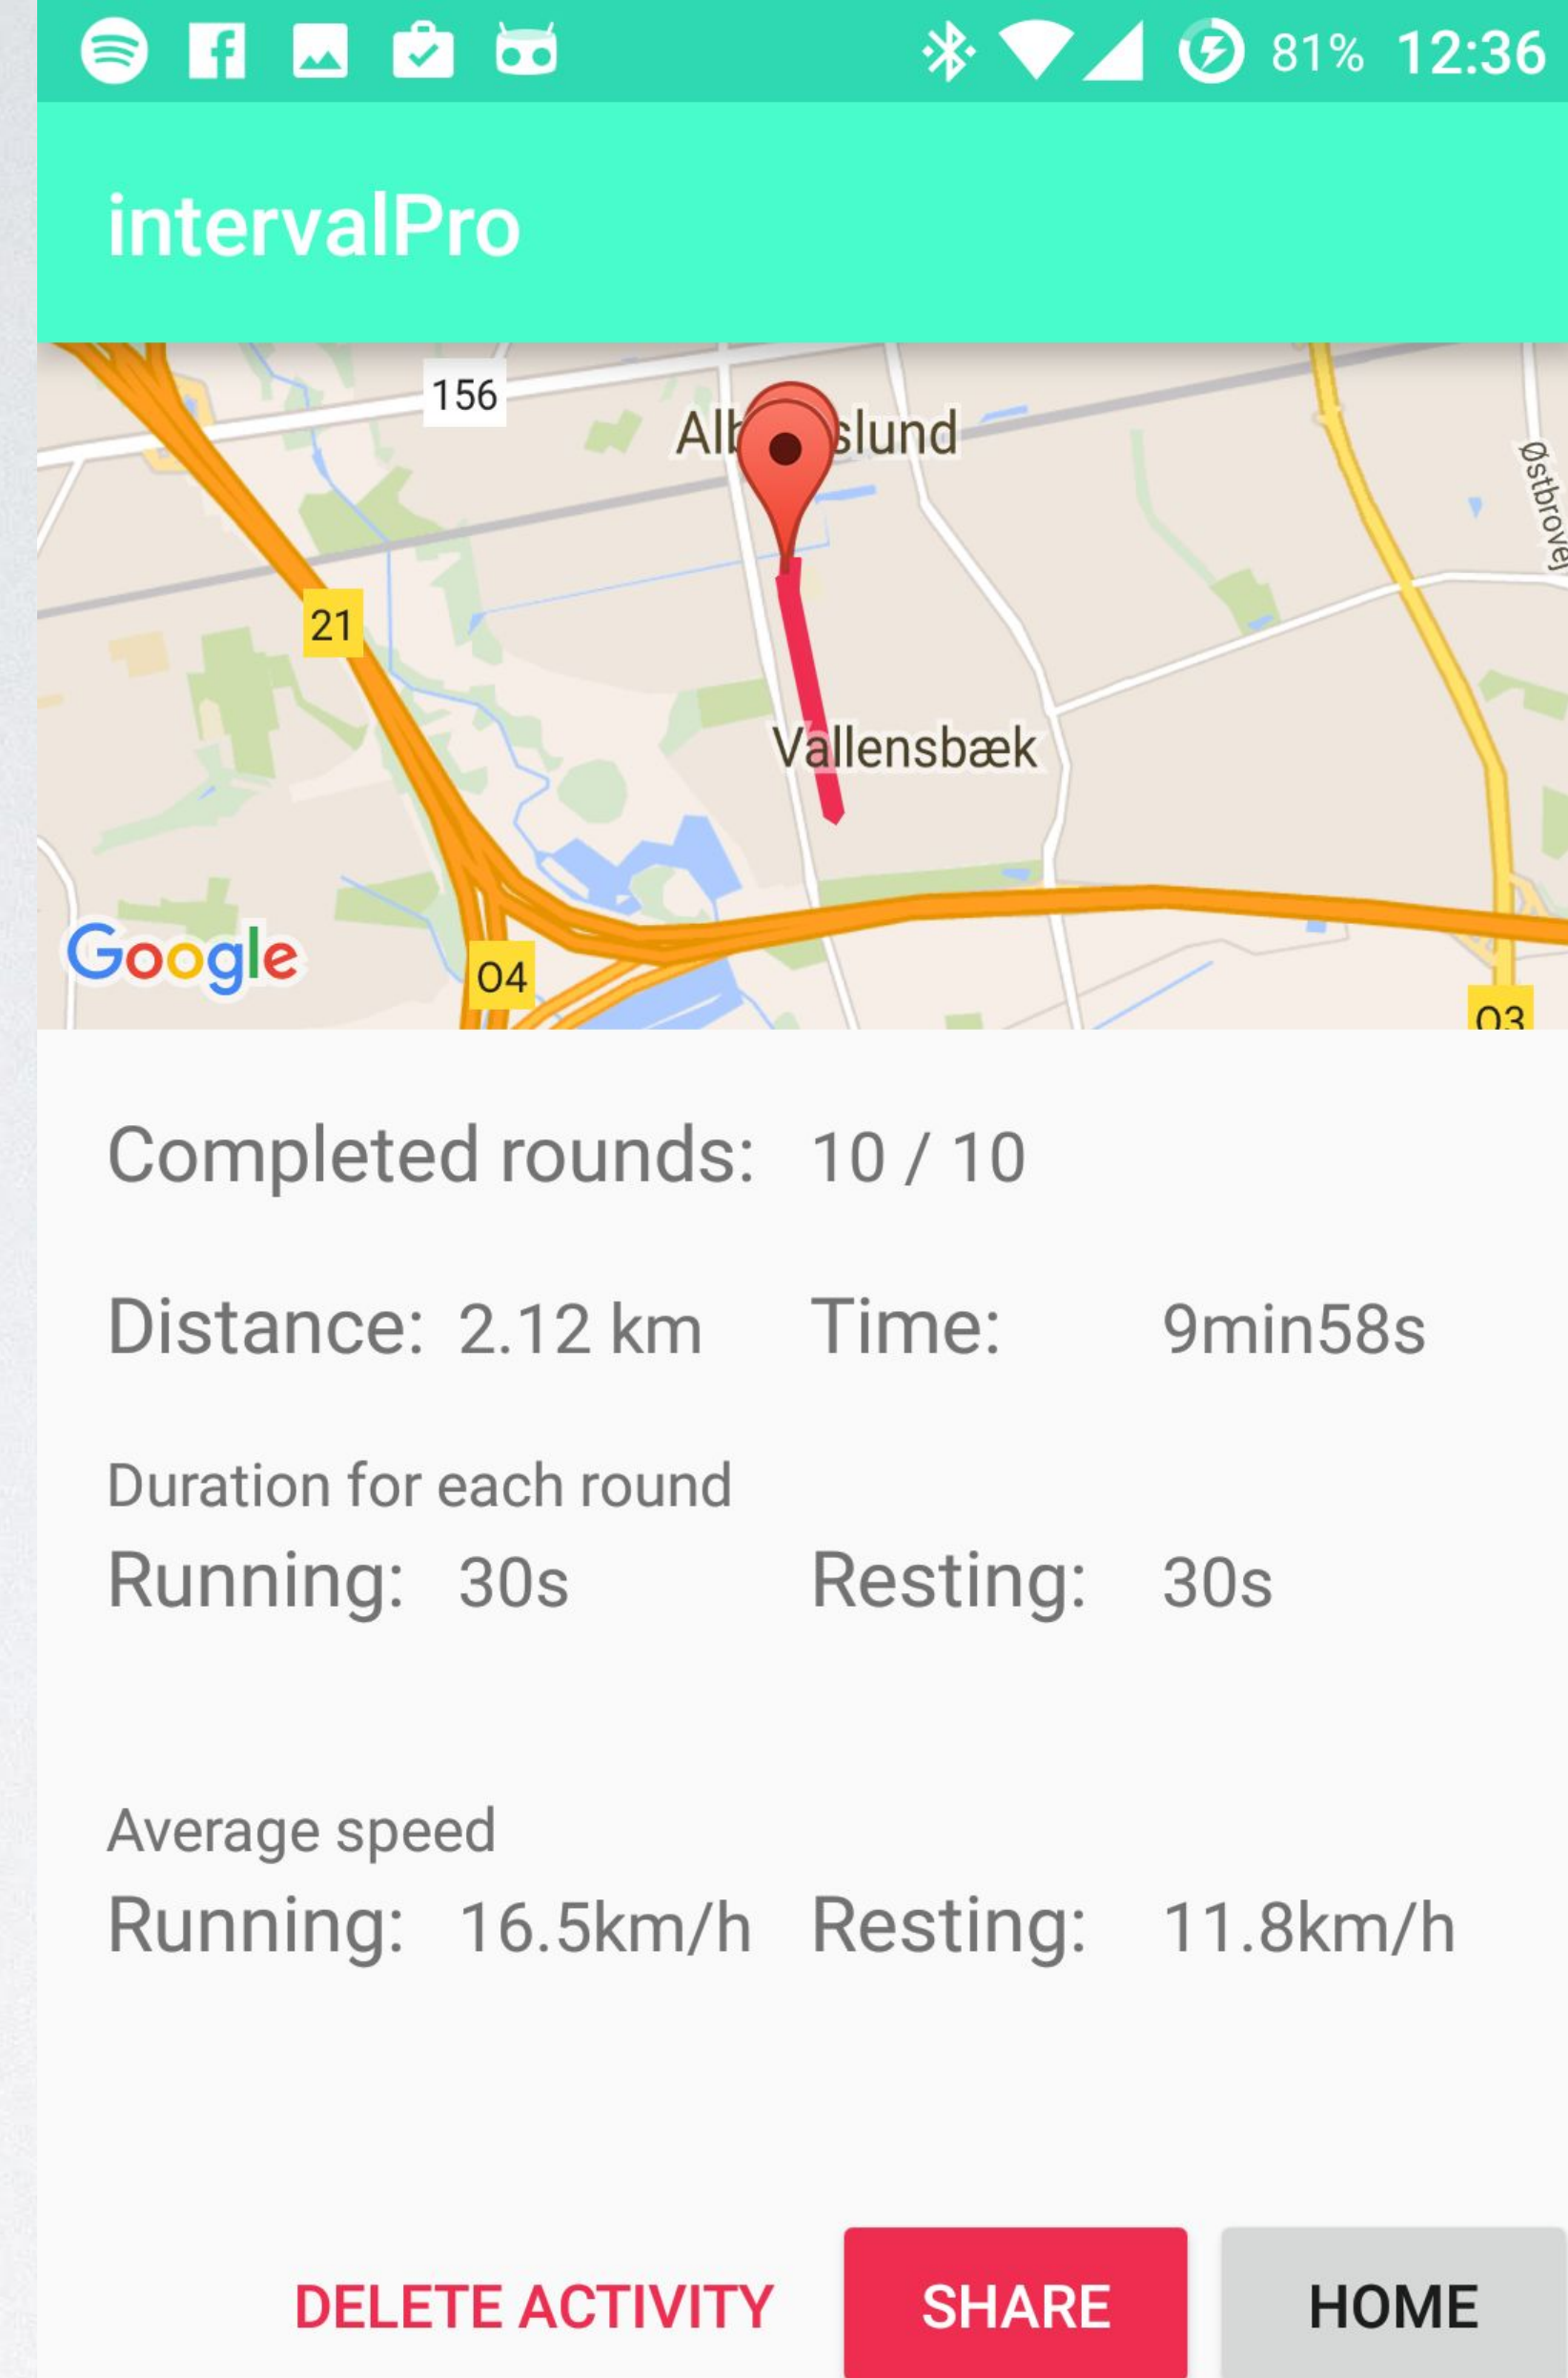 81% 12:36
intervalPro
156
Østbrovej
21
Vallensbæk
Google
04
03
Completed rounds: 10 / 10
Distance: 2.12 km Time: 9min58s
Duration for each round
Running: 30s Resting: 30s
Average speed
Running: 16.5km/h Resting: 11.8km/h
DELETE ACTIVITY SHARE HOME